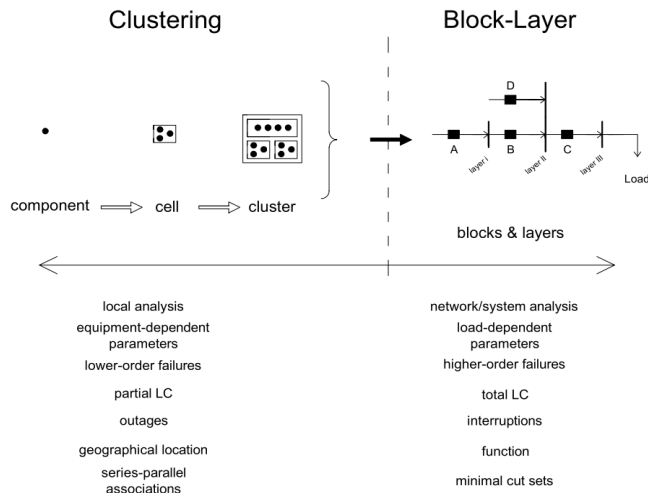 Clustering
Block-Layer
D
A
B
C
layer i
layer II
layer III
Load
component
cell
cluster
blocks & layers
local analysis
network/system analysis
equipment-dependent
parameters
load-dependent
parameters
lower-order failures
higher-order failures
partial LC
total LC
outages
interruptions
geographical location
function
series-parallel
associations
minimal cut sets